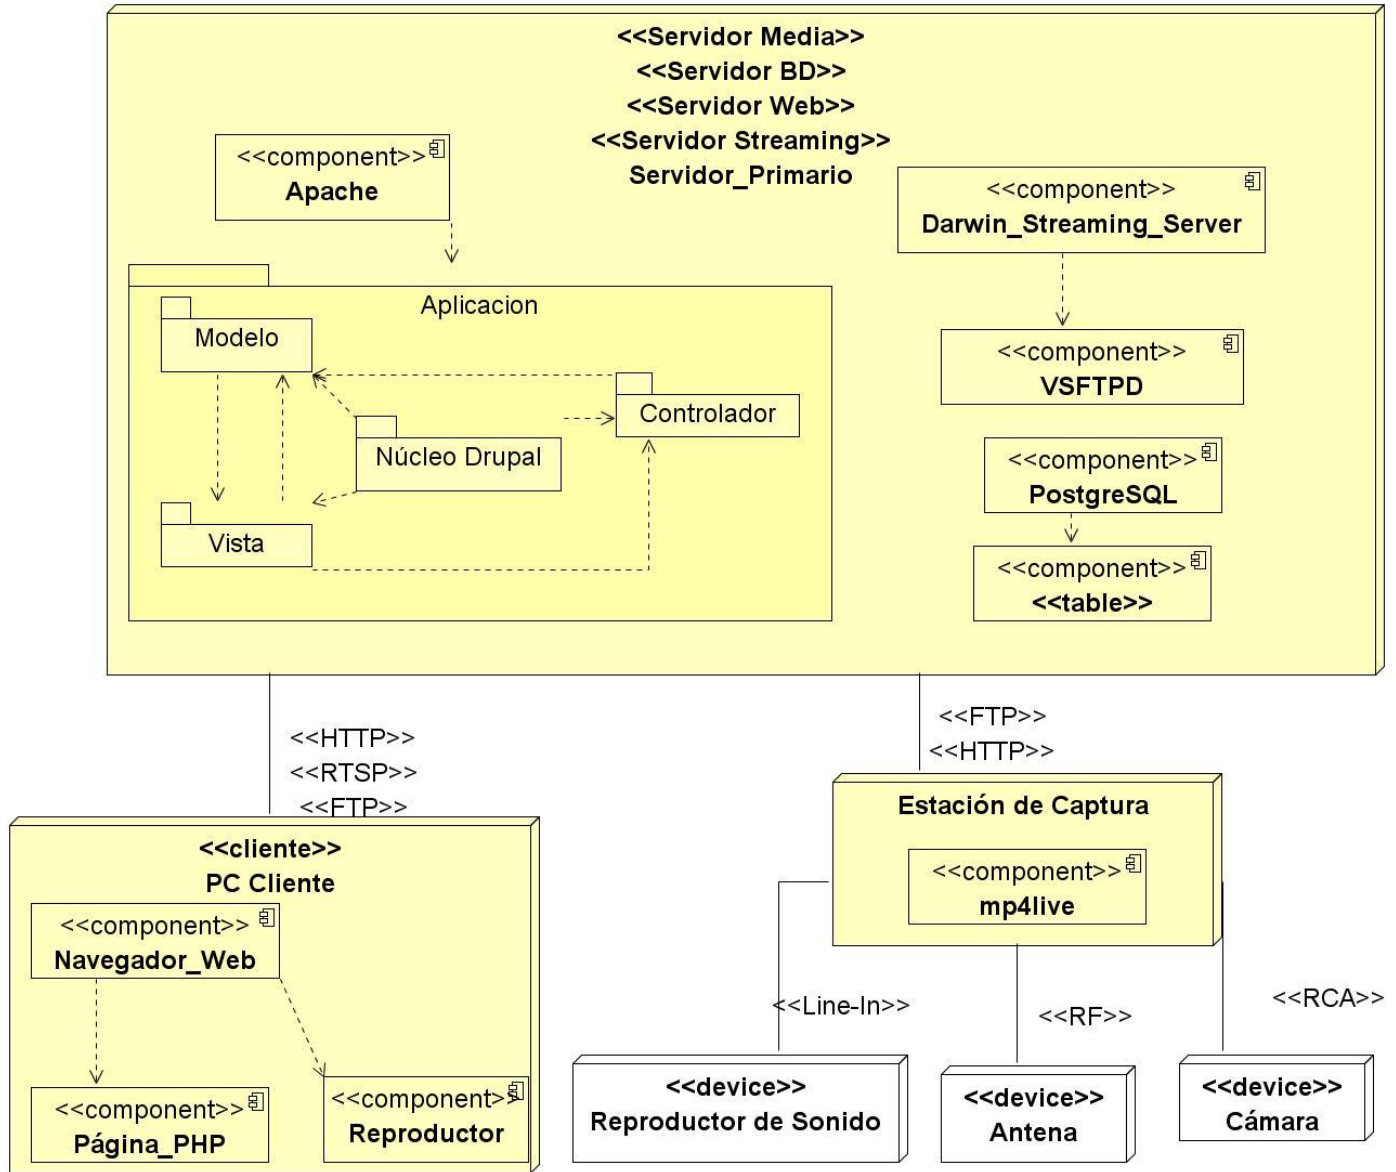 <<Servidor Media>>
<<Servidor BD>>
<<Servidor Web>>
<<Servidor Streaming>>
Servidor_Primario
<<component>>
Apache
<<component>>
Darwin_Streaming_Server
Aplicacion
Modelo
Controlador
Núcleo Drupal
Vista
<<component>>
VSFTPD
<<component>>
PostgreSQL
<<component>>
<<table>>
<<HTTP>>
<<RTSP>>
<<FTP>>
<<FTP>>
<<HTTP>>
<<cliente>>
PC Cliente
<<component>>
Navegador_Web
<<component>>
Página_PHP
<<component>>
Reproductor
Estación de Captura
<<component>>
mp4live
<<Line-In>>
<<RF>>
<<RCA>>
<<device>>
Reproductor de Sonido
<<device>>
Antena
<<device>>
Cámara